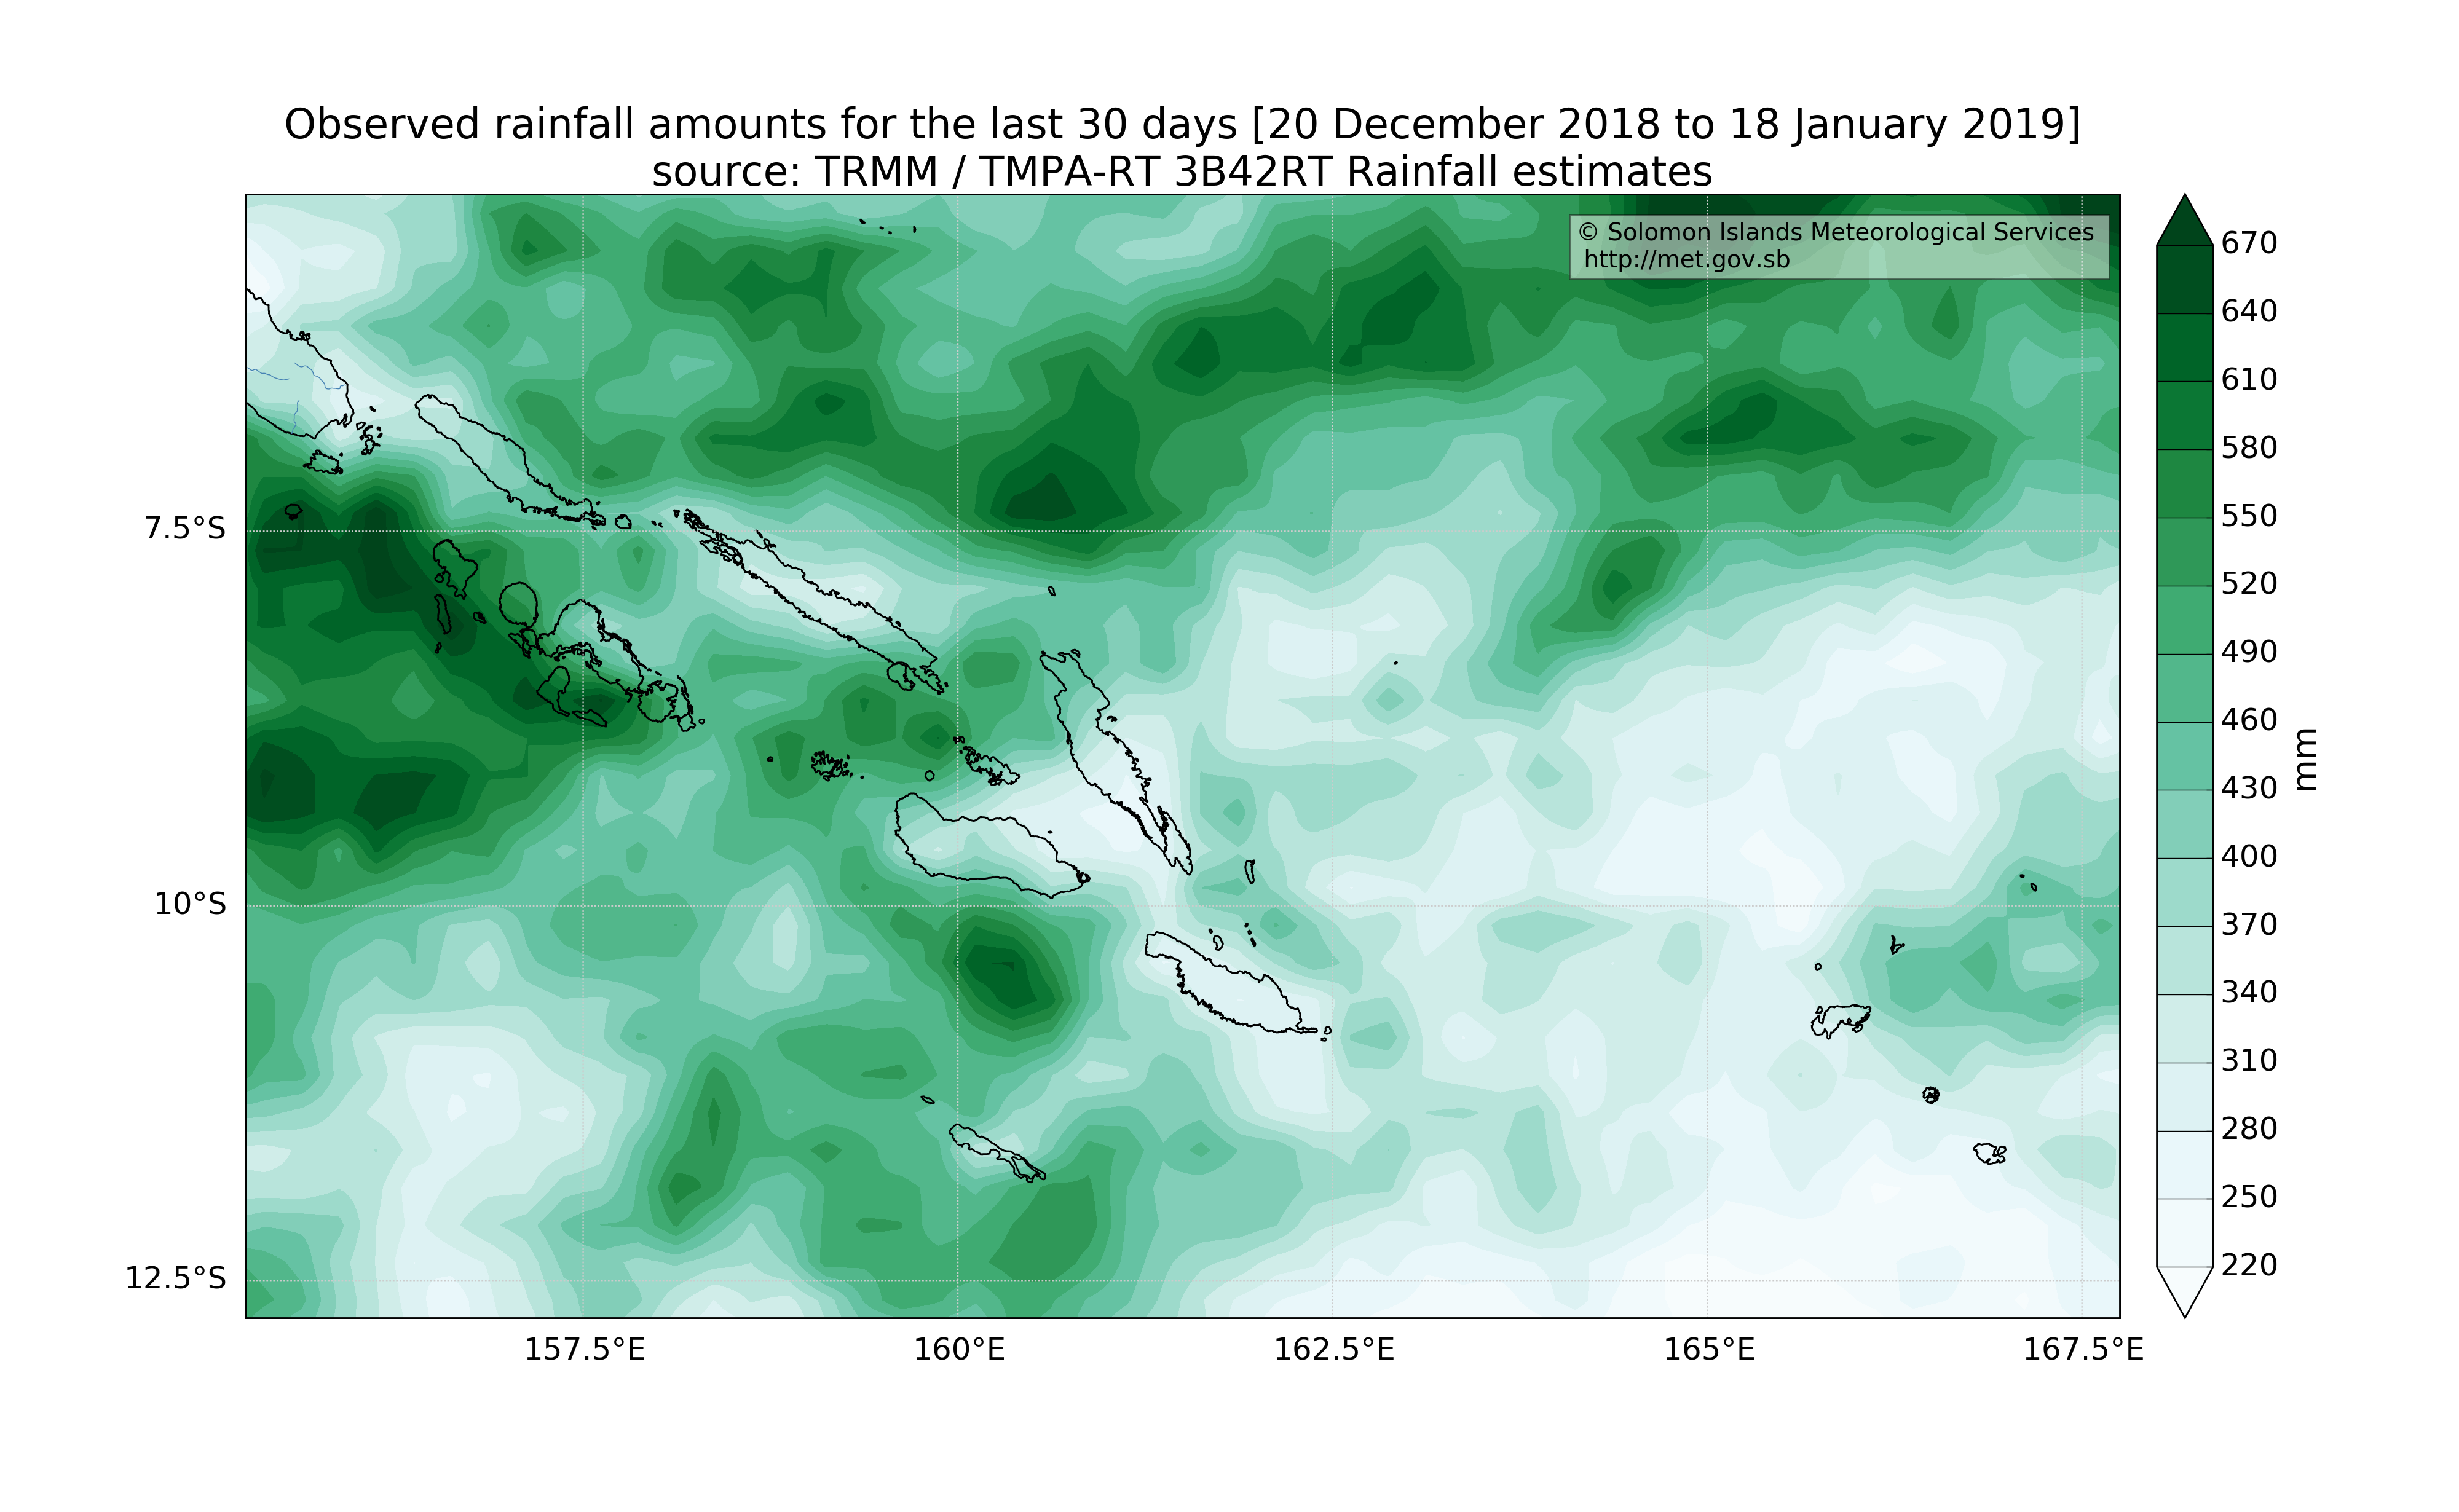 Observed rainfall amounts for the last 30 days [20 December 2018 to 18 January 2019]
source: TRMM / TMPA-RT 3B42RT Rainfall estimates
© Solomon Islands Meteorological Services
http://met.gov.sb
670
640
610
580
550
520
490
460
430
400
370
340
310
280
250
220
mm
7.5°S
10°S
12.5°S
157.5°E
160°E
162.5°E
165°E
167.5°E